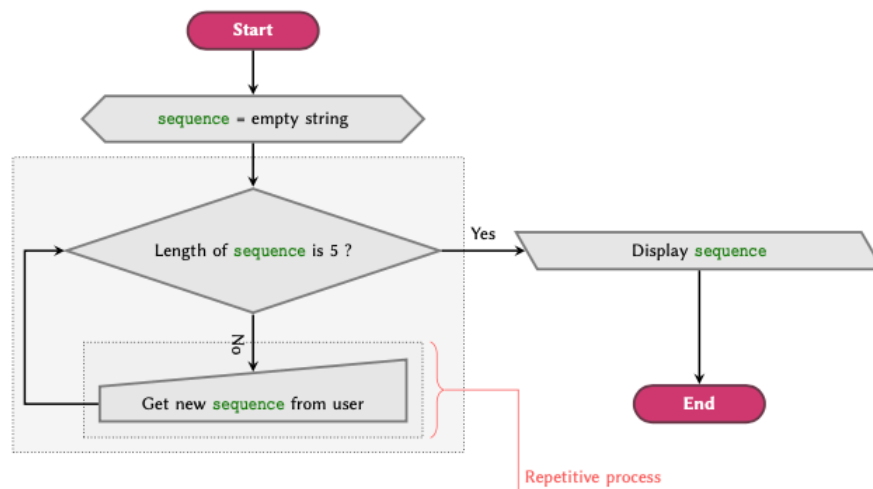 Start
sequence = empty string
Length of sequence is 5 ?
Yes
Display sequence
No
Get new sequence from user
End
Repetitive process